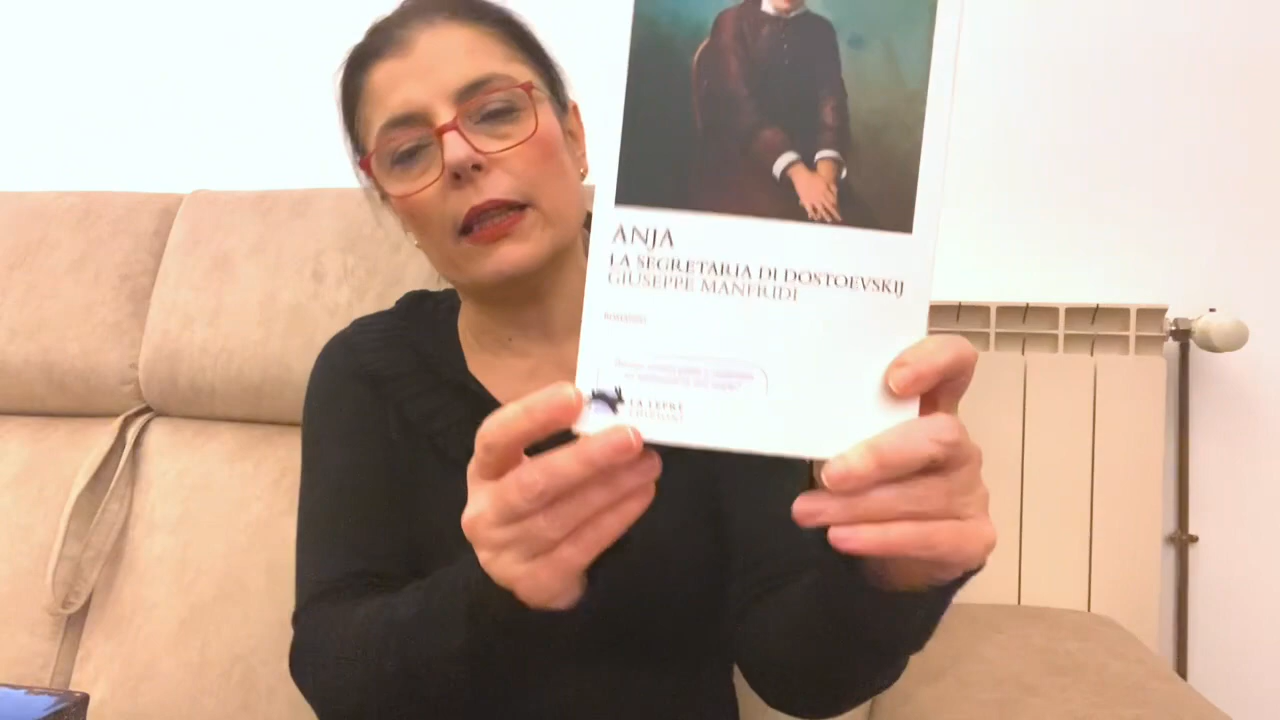 ANJA
LA SEGRETARIA DI DOSTOEVSKIJ
GIUSEPPE MANFRIDI
ROMANZO
LA LEPRE
EDIZIONI